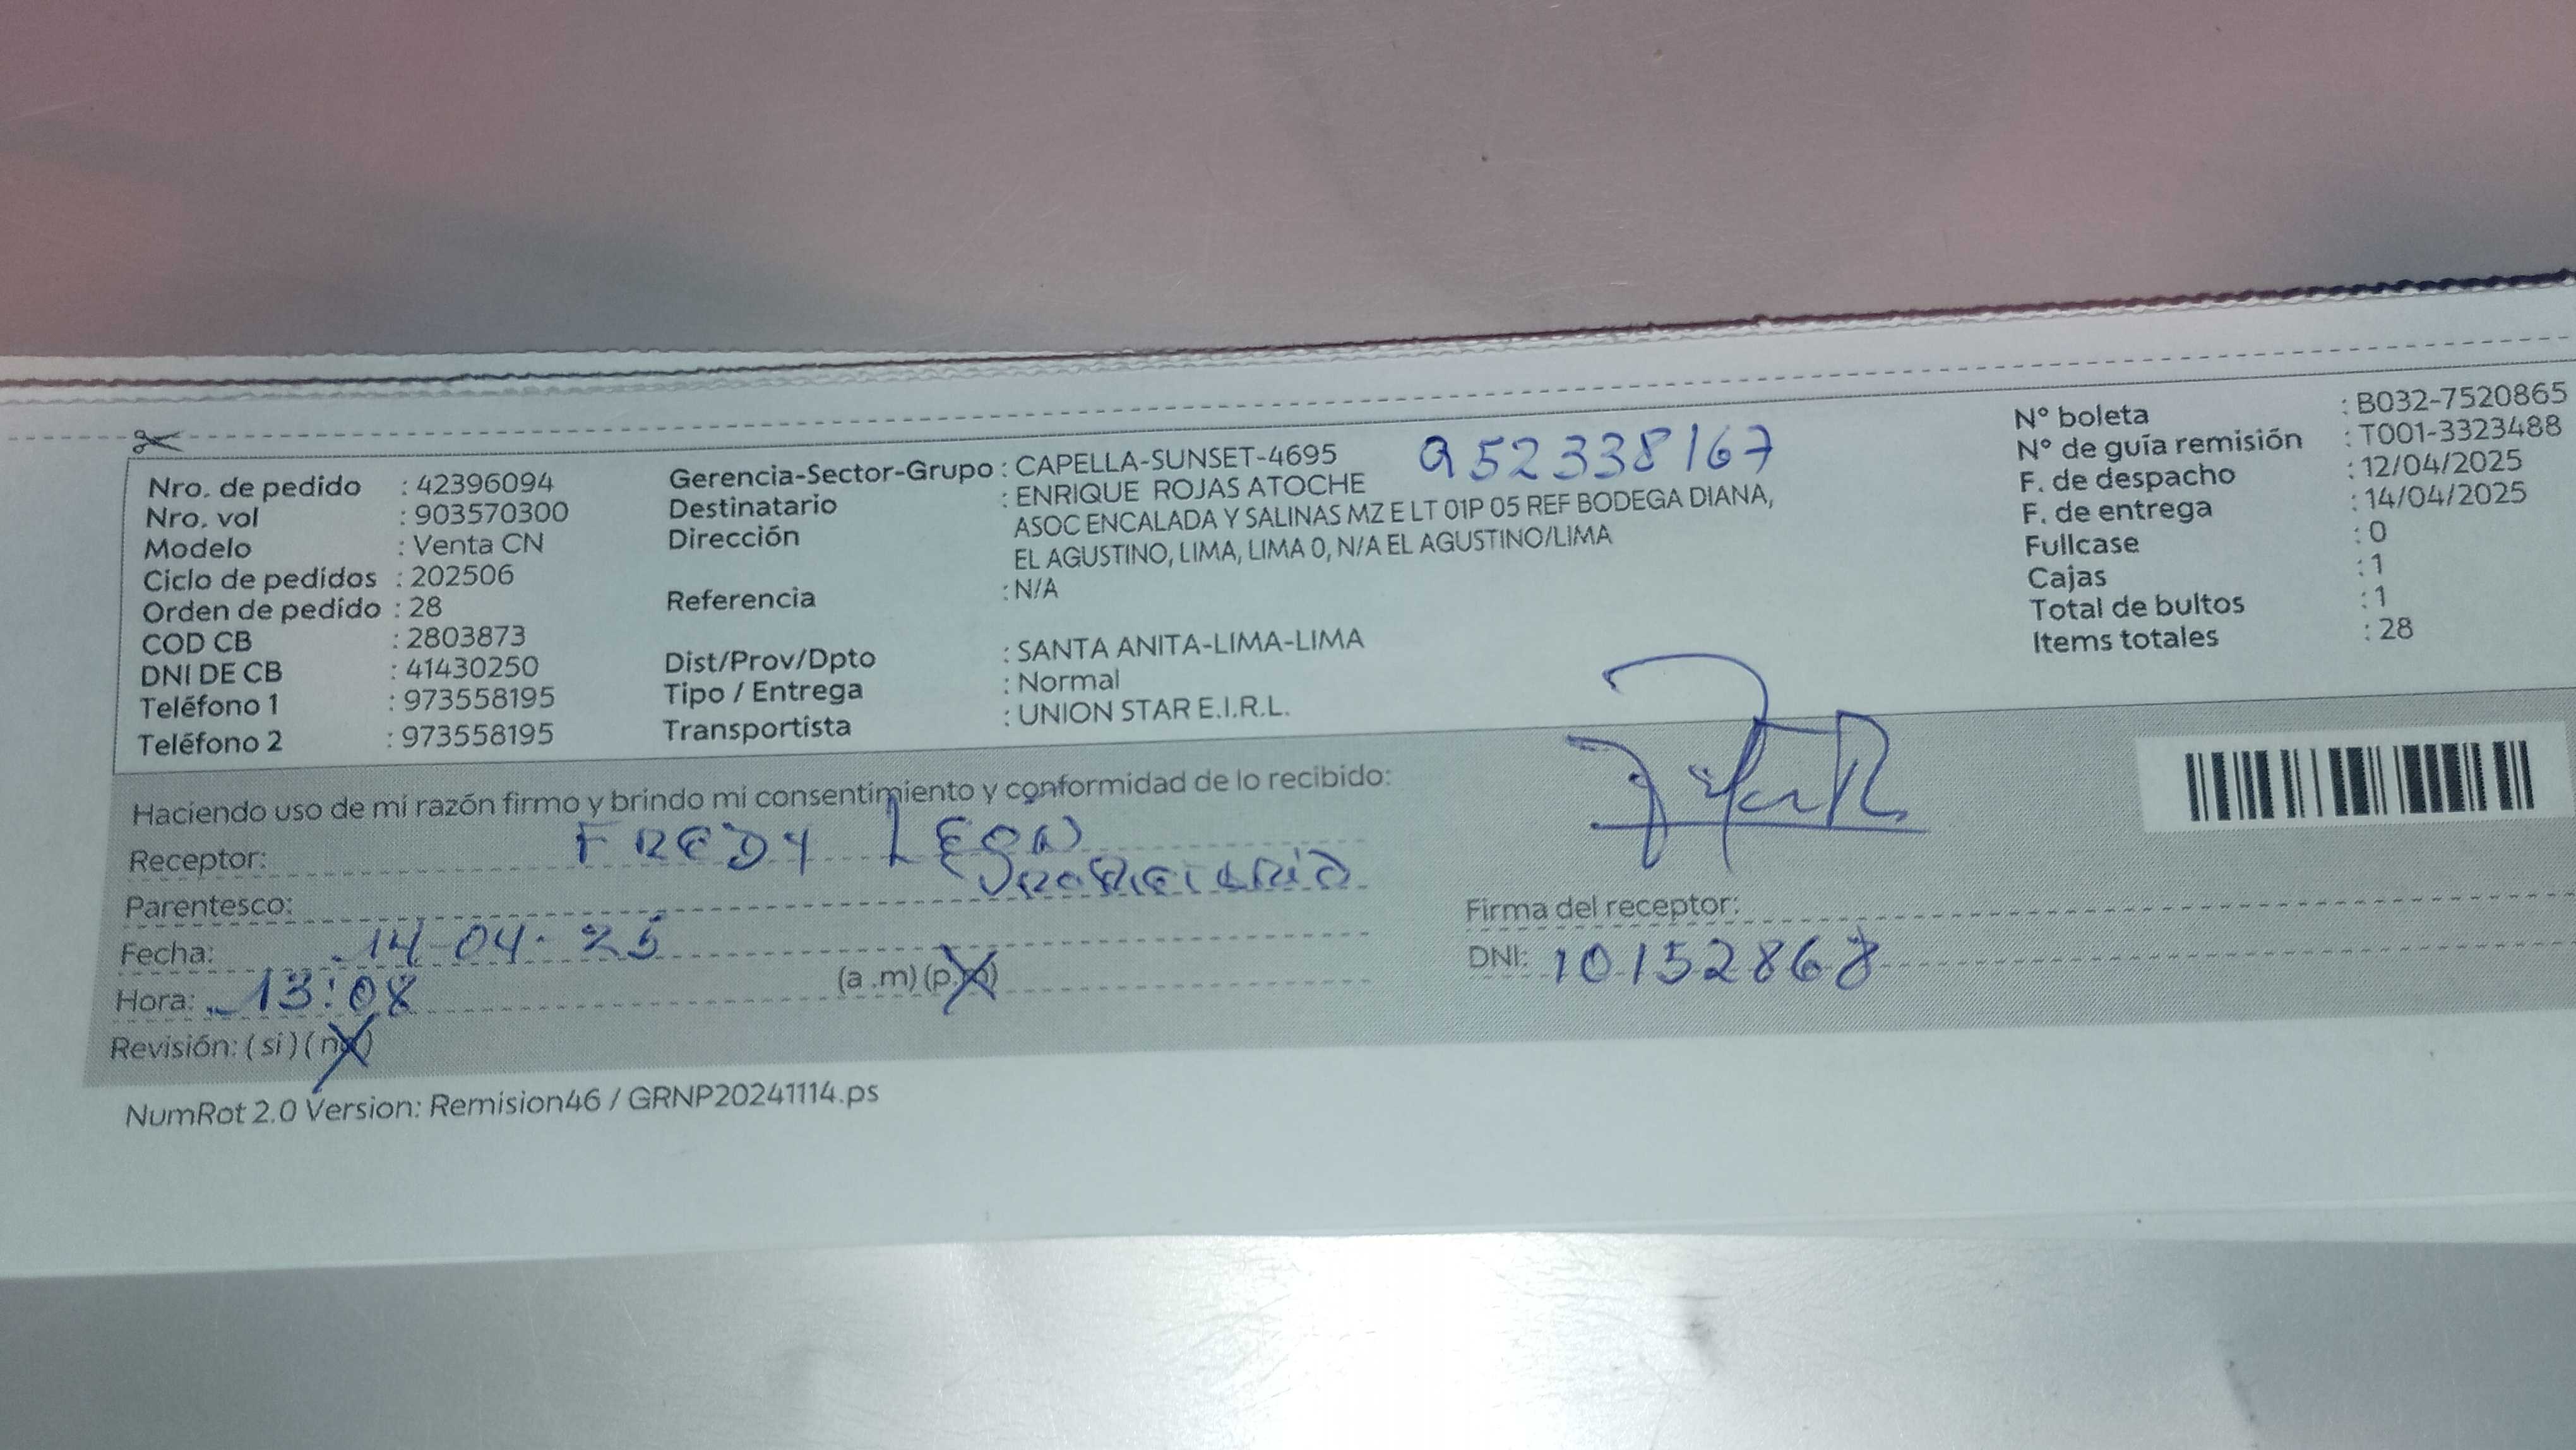 Nro. de pedido : 42396094
Nro. vol : 903570300
Modelo : Venta CN
Ciclo de pedidos : 202506
Orden de pedido : 28
COD CB : 2803873
DNI DE CB : 41430250
Teléfono 1 : 973558195
Teléfono 2 : 973558195
Gerencia-Sector-Grupo : CAPELLA-SUNSET-4695
952338167
Destinatario : ENRIQUE ROJAS ATOCHE
Dirección ASOC ENCALADA Y SALINAS MZ E LT 01P 05 REF BODEGA DIANA,
EL AGUSTINO, LIMA, LIMA 0, N/A EL AGUSTINO/LIMA
Referencia : N/A
Dist/Prov/Dpto : SANTA ANITA-LIMA-LIMA
Tipo / Entrega : Normal
Transportista : UNION STAR E.I.R.L.
N° boleta : B032-7520865
N° de guía remisión : T001-3323488
F. de despacho : 12/04/2025
F. de entrega : 14/04/2025
Fullcase : 0
Cajas : 1
Total de bultos : 1
Items totales : 28
Haciendo uso de mi razón firmo y brindo mi consentimiento y conformidad de lo recibido:
Receptor: FREDY LEON
Parentesco: PROPIETARIO
Fecha: 14-04-25
Hora: 13:08 (a .m) (p.m)
Revisión: ( si ) ( no )
Firma del receptor:
DNI: 10152868
NumRot 2.0 Version: Remision46 / GRNP20241114.ps